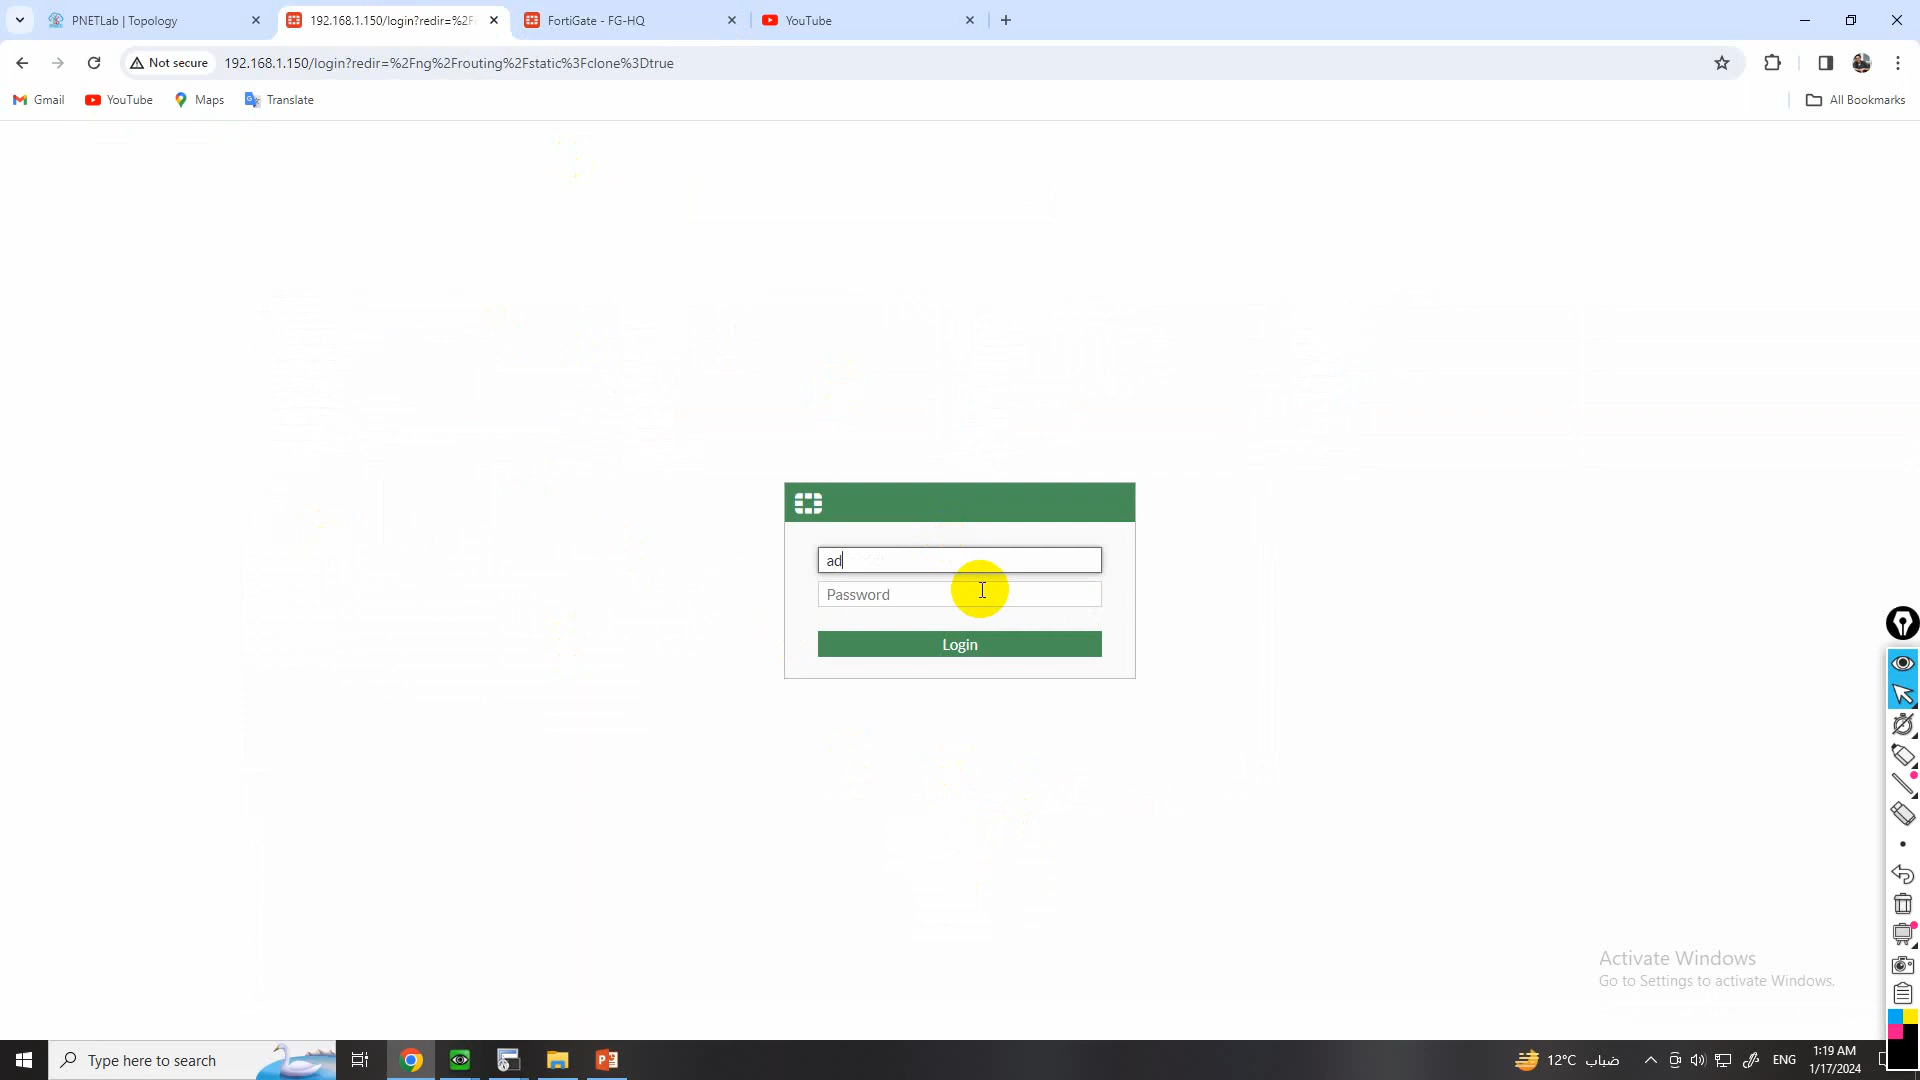 PNETLab | Topology
192.168.1.150/login?redir=%2F
FortiGate - FG-HQ
YouTube
Not secure
192.168.1.150/login?redir=%2Fng%2Frouting%2Fstatic%3Fclone%3Dtrue
Gmail
YouTube
Maps
Translate
All Bookmarks
ad
Password
Login
Activate Windows
Go to Settings to activate Windows.
Type here to search
12°C ضباب
ENG
1:19 AM
1/17/2024